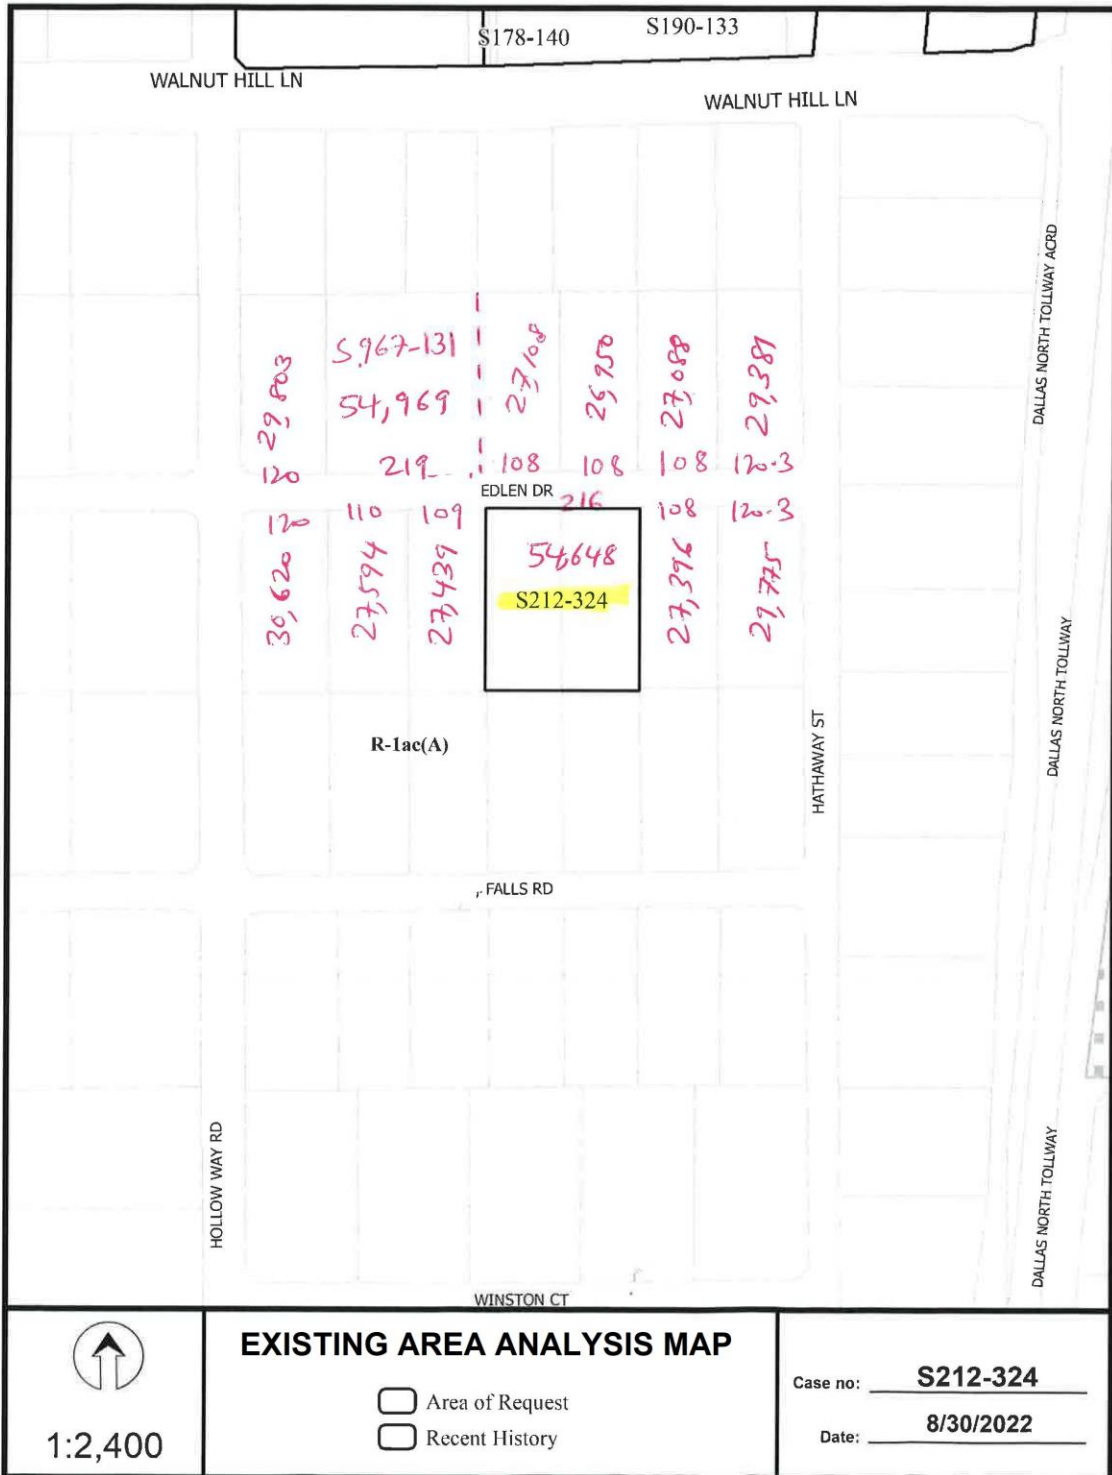 S178-140
S190-133
WALNUT HILL LN
WALNUT HILL LN
DALLAS NORTH TOLLWAY ACRD
29,803
S967-131
54,969
27,108
26,950
27,088
29,381
120
219
108
108
108
120.3
EDLEN DR
120
110
109
216
108
120.3
30,620
27,594
27,439
54,648
S212-324
27,396
29,775
DALLAS NORTH TOLLWAY
R-1ac(A)
HATHAWAY ST
FALLS RD
HOLLOW WAY RD
DALLAS NORTH TOLLWAY
WINSTON CT
1:2,400
EXISTING AREA ANALYSIS MAP
Area of Request
Recent History
Case no: S212-324
Date: 8/30/2022